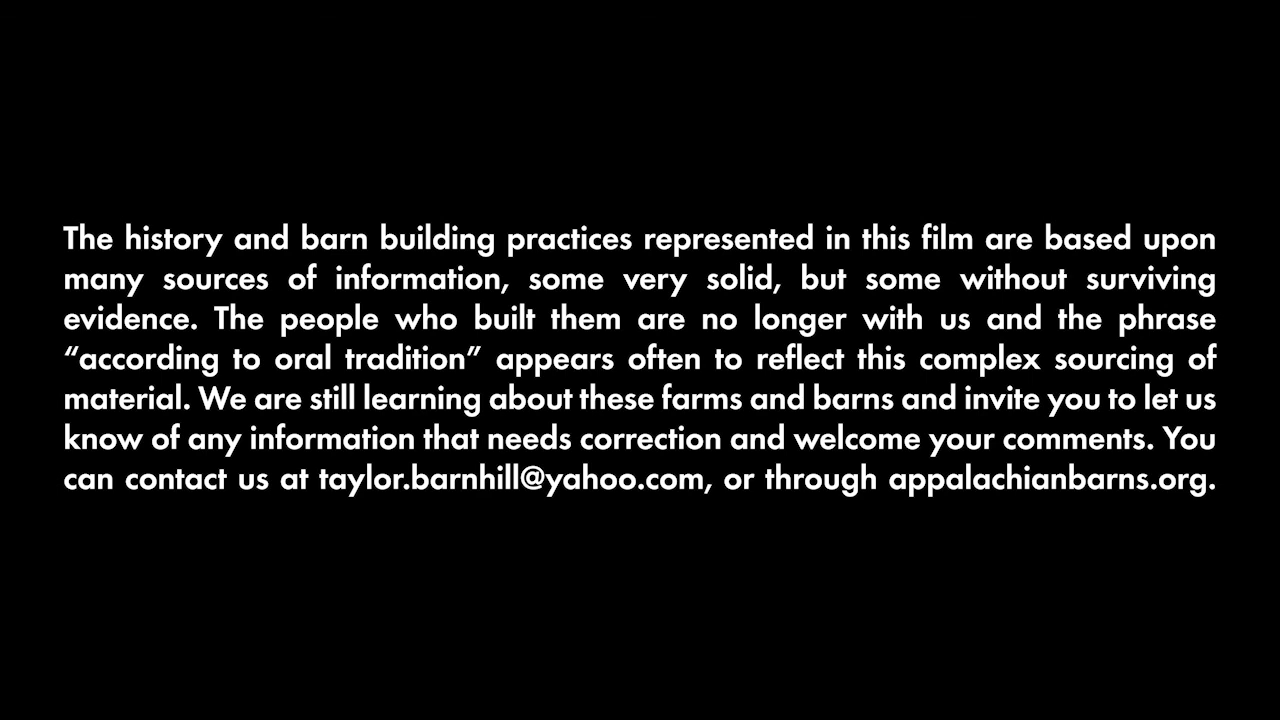 The history and barn building practices represented in this film are based upon
many sources of information, some very solid, but some without surviving
evidence. The people who built them are no longer with us and the phrase
“according to oral tradition” appears often to reflect this complex sourcing of
material. We are still learning about these farms and barns and invite you to let us
know of any information that needs correction and welcome your comments. You
can contact us at taylor.barnhill@yahoo.com, or through appalachianbarns.org.